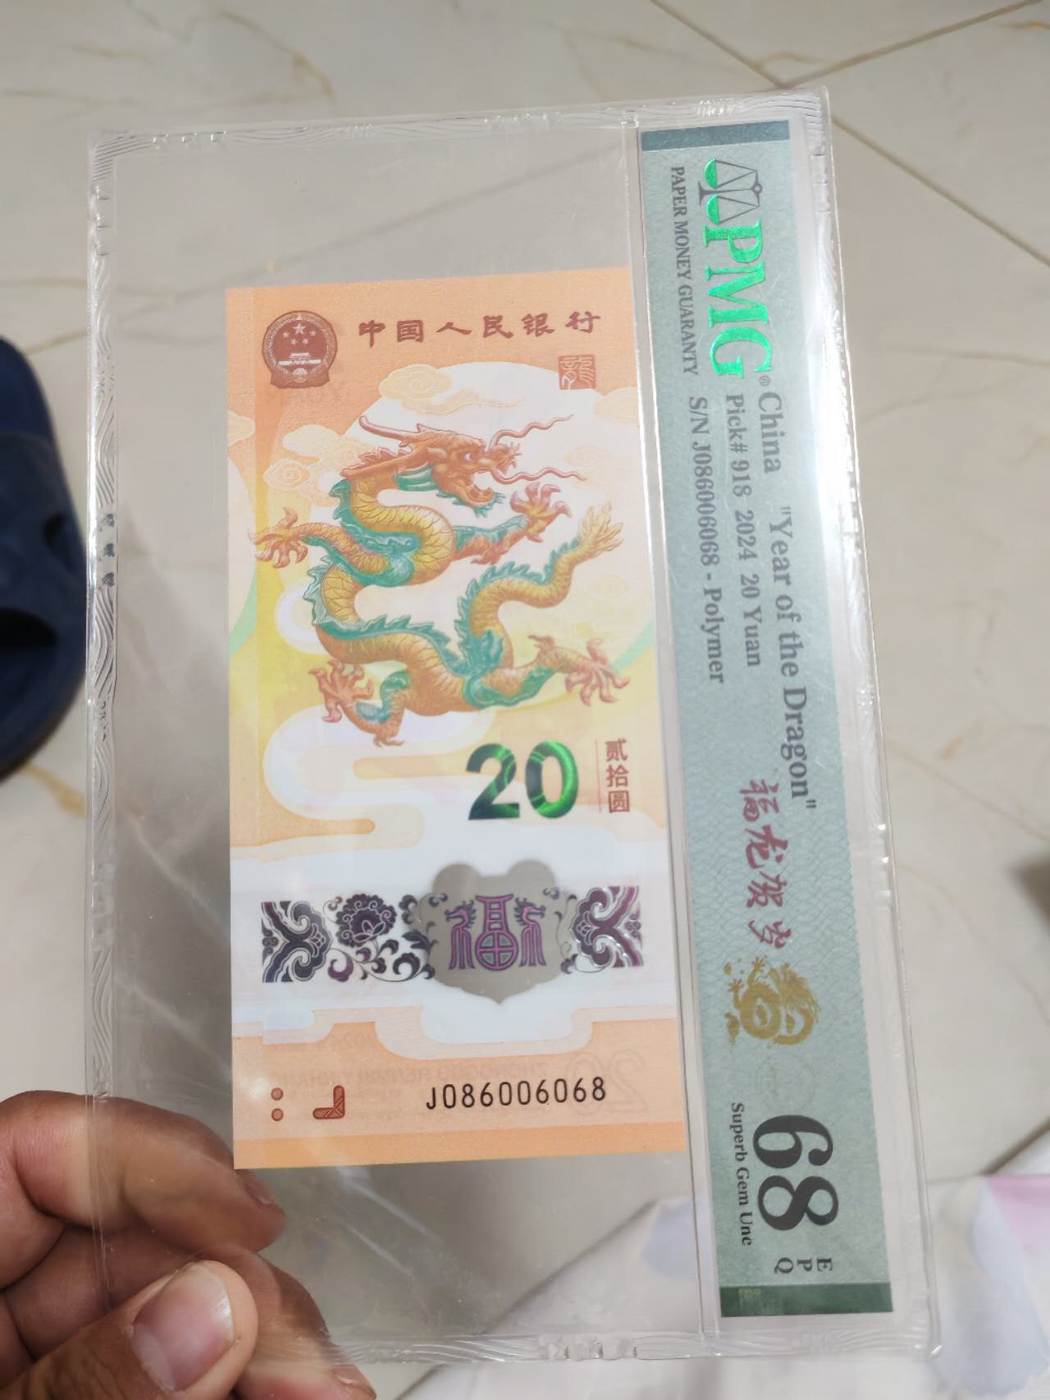 中国人民银行
龍
20
贰拾圆
福
J086006068
PMG
PAPER MONEY GUARANTY
China "Year of the Dragon"
Pick# 918 2024 20 Yuan
S/N J086006068 - Polymer
福龙贺岁
68
EPQ
Superb Gem Unc